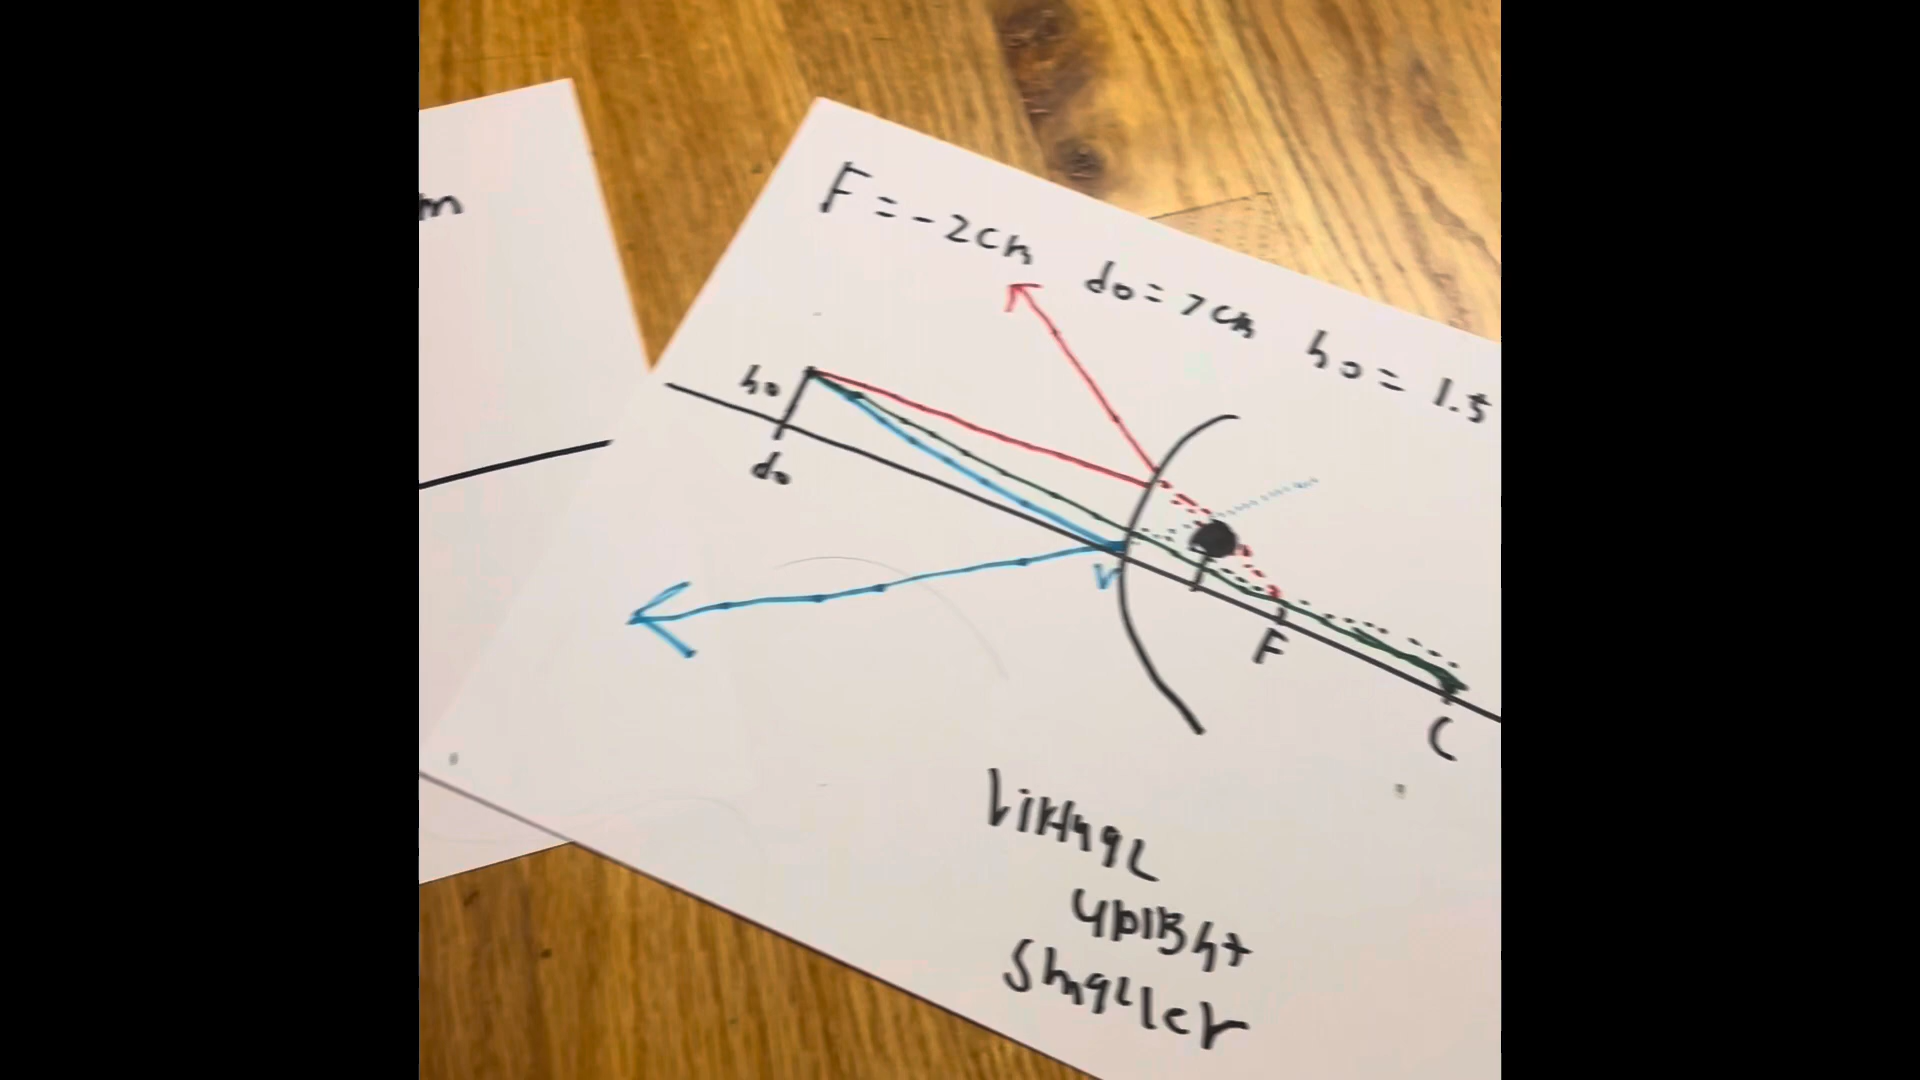 m
F = -2cm do = 7cm ho = 1.5
ho
do
V
F
C
Virtual
upright
smaller